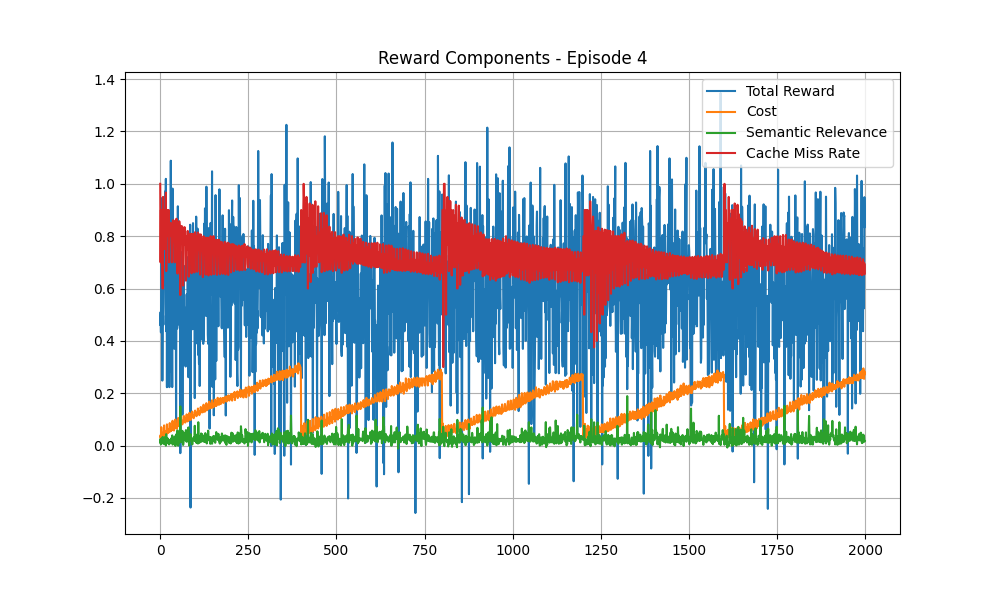 Reward Components - Episode 4
1.4
1.2
1.0
0.8
0.6
0.4
0.2
0.0
−0.2
Total Reward
Cost
Semantic Relevance
Cache Miss Rate
0 250 500 750 1000 1250 1500 1750 2000